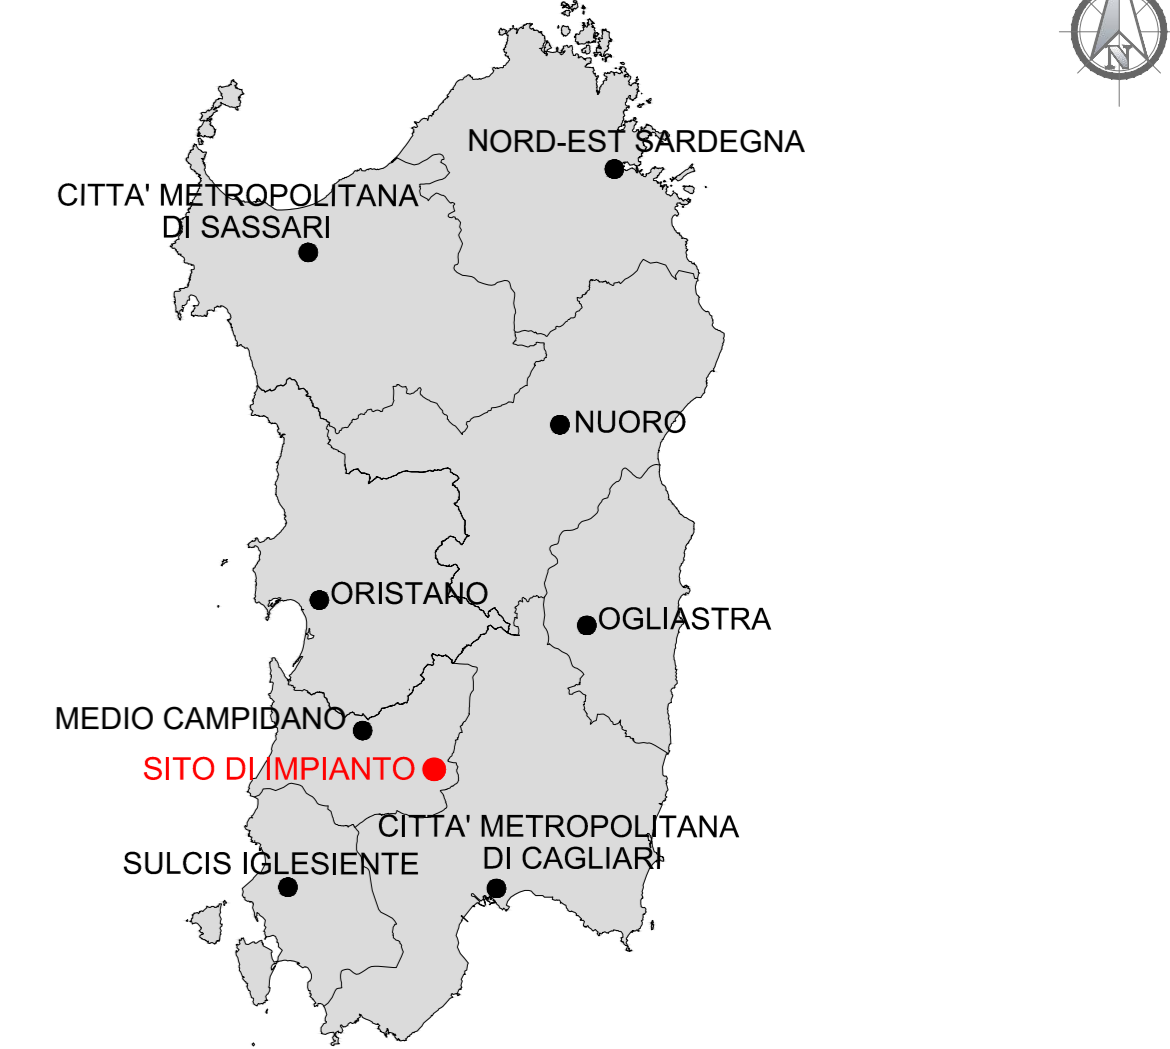 N
NORD-EST SARDEGNA
CITTA' METROPOLITANA
DI SASSARI
NUORO
ORISTANO
OGLIASTRA
MEDIO CAMPIDANO
SITO DI IMPIANTO
CITTA' METROPOLITANA
DI CAGLIARI
SULCIS IGLESIENTE